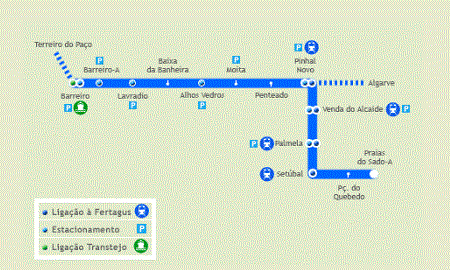 Terreiro do Paço
P
Barreiro-A
Baixa
da Banheira
P
Moita
P
Pinhal
Novo
Algarve
Barreiro
P
Lavradio
P
Alhos Vedros
P
Penteado
Venda do Alcaide
P
P
Palmela
Praias
do Sado-A
Setúbal
Pç. do
Quebedo
Ligação à Fertagus
Estacionamento P
Ligação Transtejo